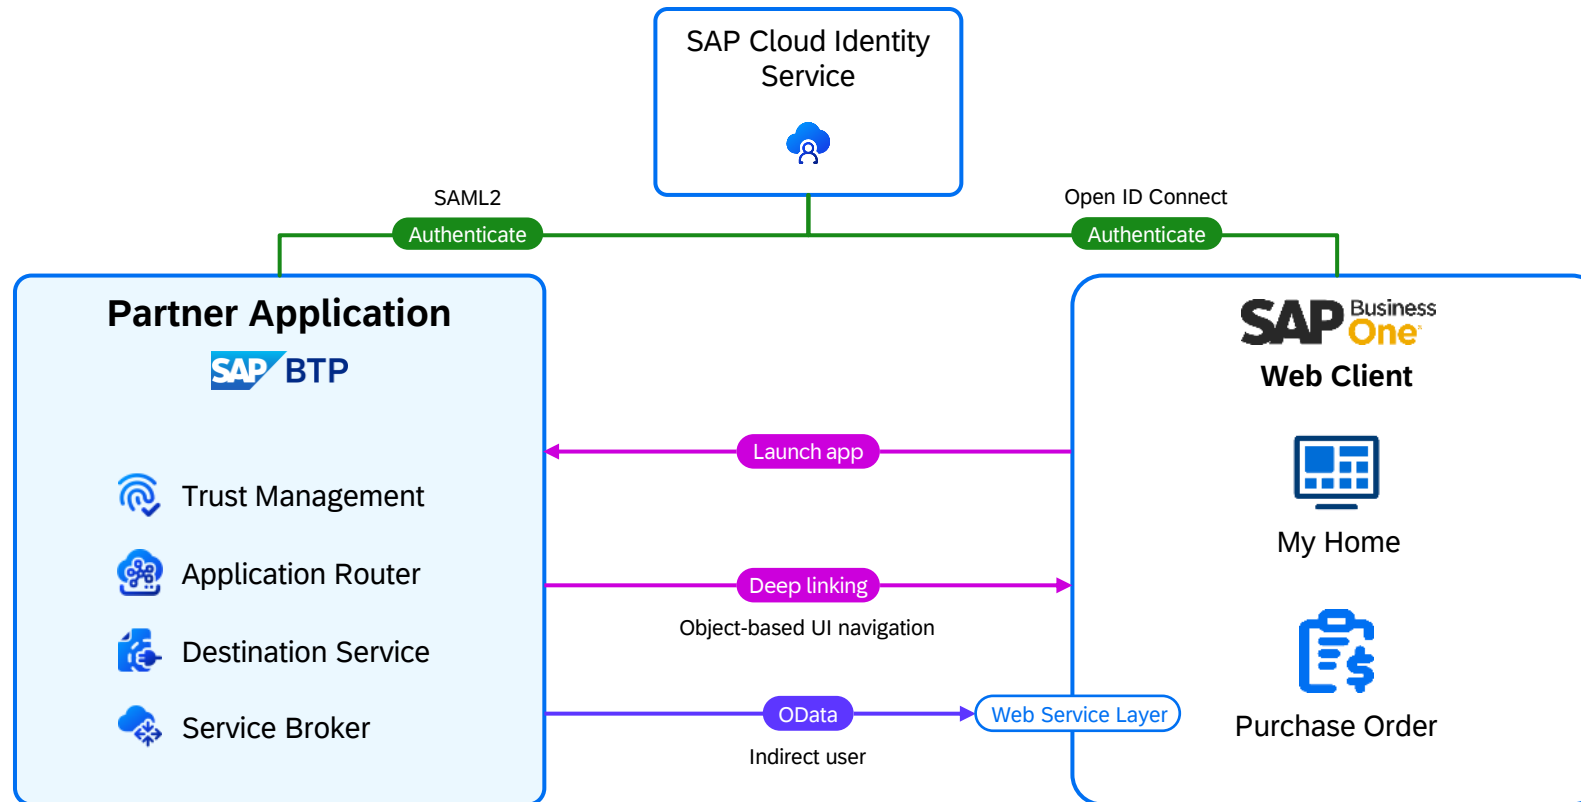 SAP Cloud Identity
Service
SAML2
Open ID Connect
Authenticate
Authenticate
Partner Application
SAP BTP
Trust Management
Application Router
Destination Service
Service Broker
Launch app
Deep linking
Object-based UI navigation
OData
Indirect user
Web Service Layer
SAP Business
One
Web Client
My Home
Purchase Order